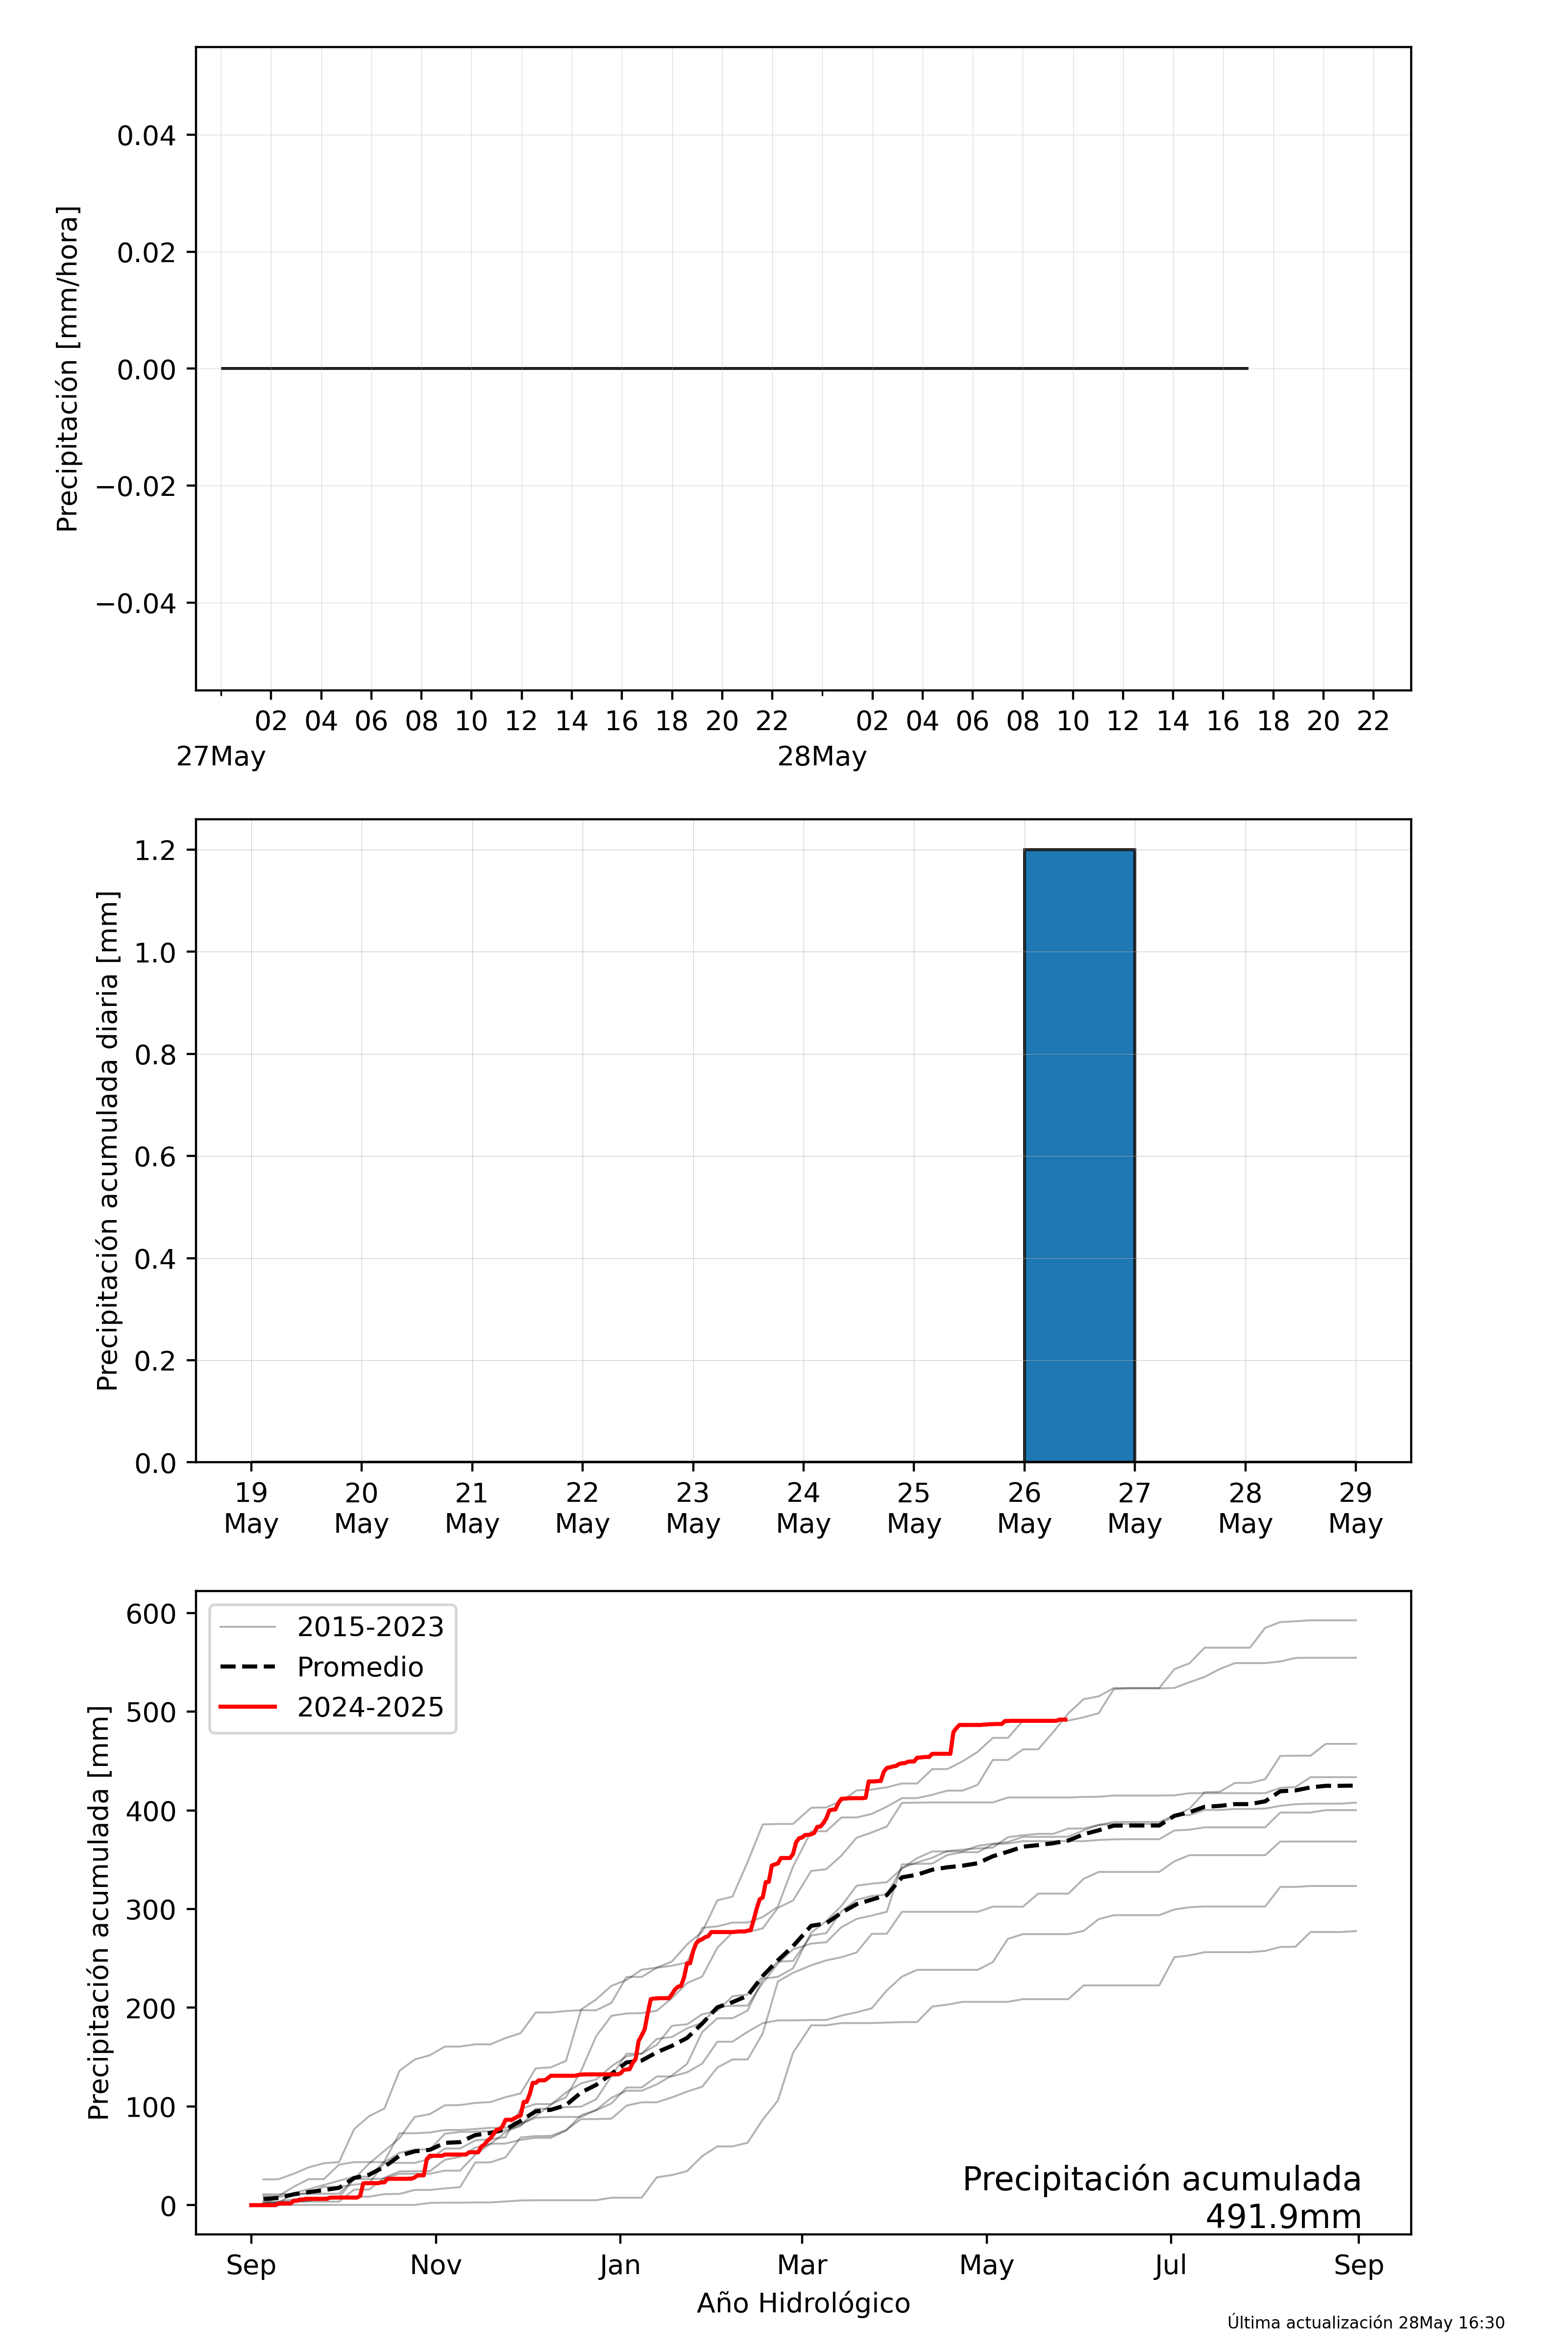 Precipitación [mm/hora]
0.04
0.02
0.00
−0.02
−0.04
02 04 06 08 10 12 14 16 18 20 22 02 04 06 08 10 12 14 16 18 20 22
27May 28May
Precipitación acumulada diaria [mm]
1.2
1.0
0.8
0.6
0.4
0.2
0.0
19 20 21 22 23 24 25 26 27 28 29
May May May May May May May May May May May
Precipitación acumulada [mm]
600
500
400
300
200
100
0
2015-2023
Promedio
2024-2025
Precipitación acumulada
491.9mm
Sep Nov Jan Mar May Jul Sep
Año Hidrológico
Última actualización 28May 16:30